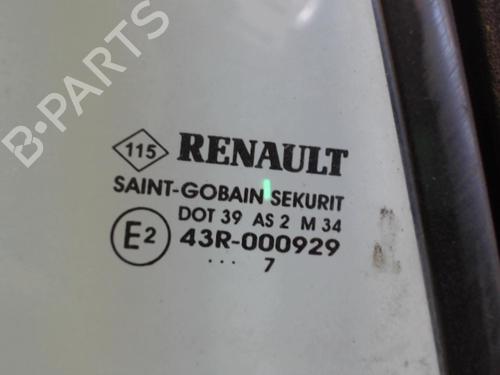 B-PARTS
115 RENAULT
SAINT-GOBAIN SEKURIT
DOT 39 AS 2 M 34
E2 43R-000929
... 7